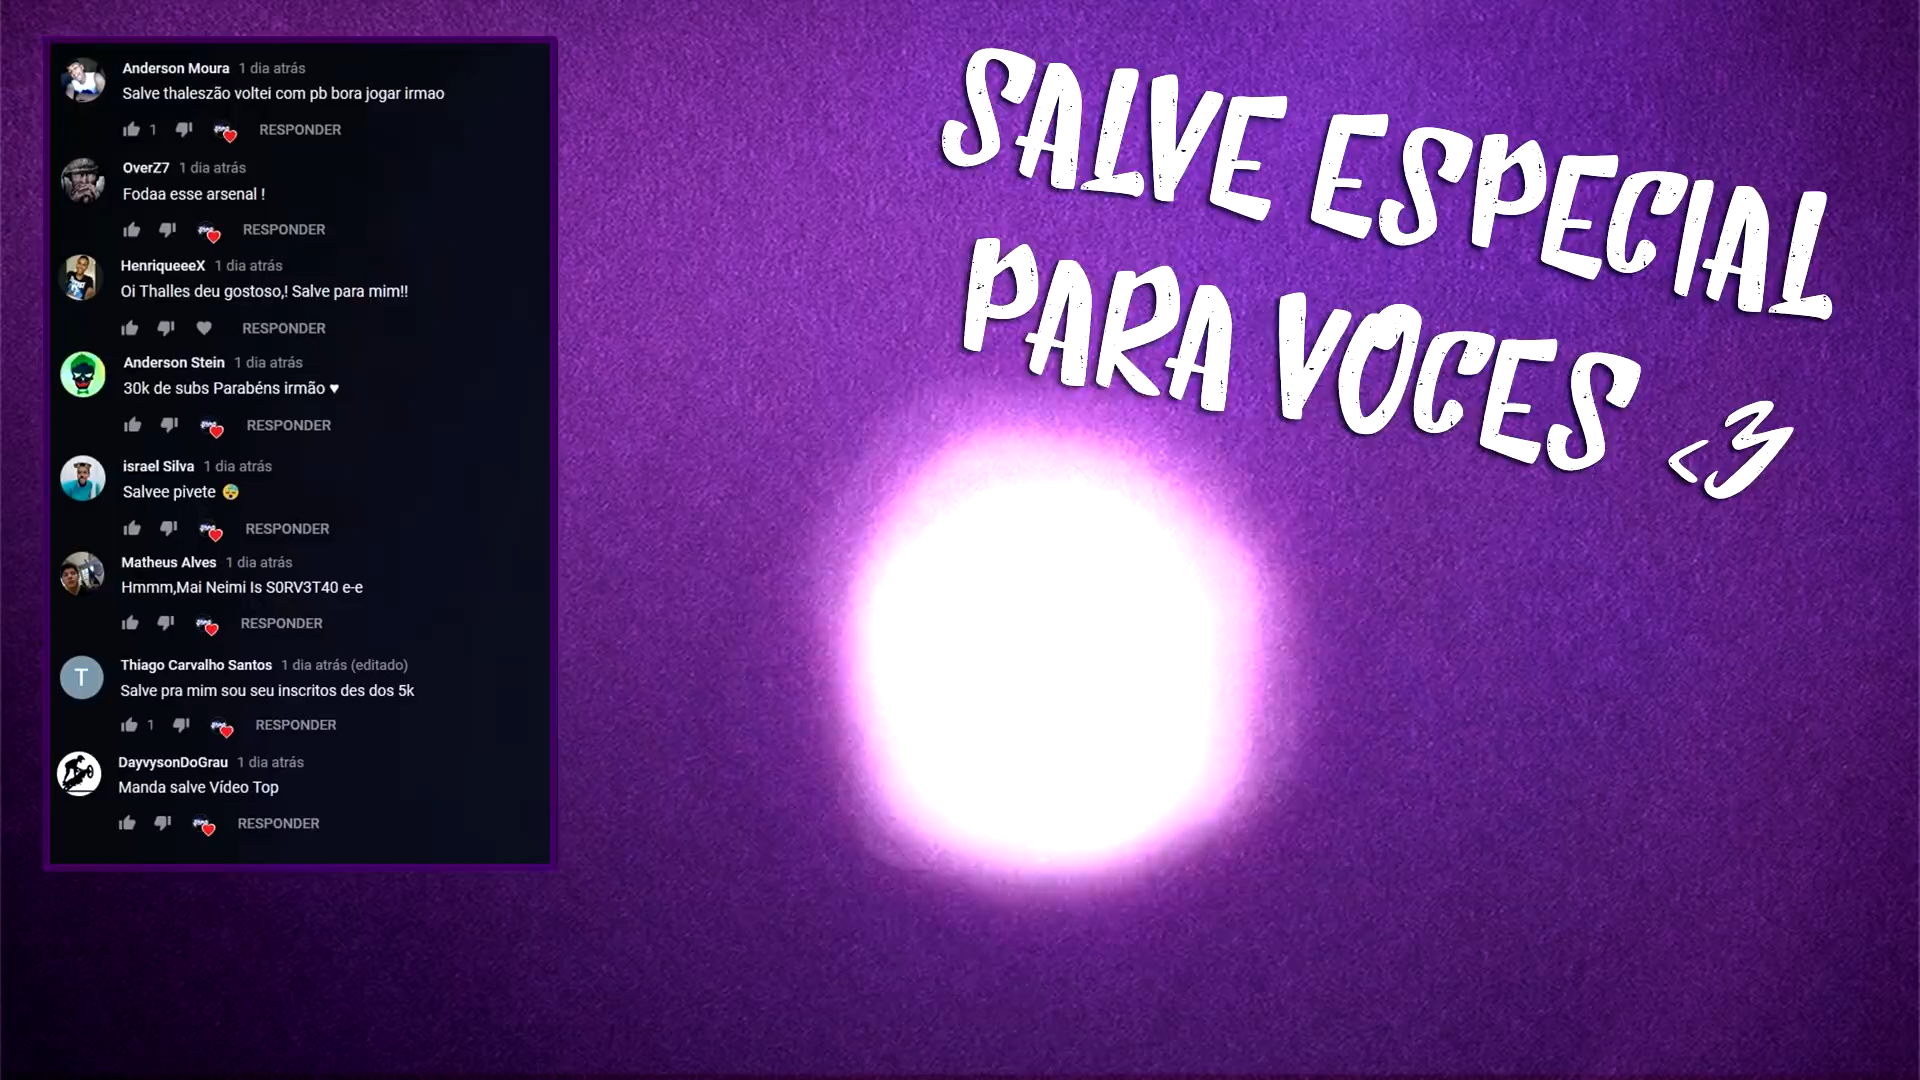 Anderson Moura 1 dia atrás
Salve thaleszão voltei com pb bora jogar irmao
1 RESPONDER
OverZ7 1 dia atrás
Fodaa esse arsenal !
RESPONDER
HenriqueeeX 1 dia atrás
Oi Thalles deu gostoso,! Salve para mim!!
RESPONDER
Anderson Stein 1 dia atrás
30k de subs Parabéns irmão ♥
RESPONDER
israel Silva 1 dia atrás
Salvee pivete 😴
RESPONDER
Matheus Alves 1 dia atrás
Hmmm,Mai Neimi Is S0RV3T40 e-e
RESPONDER
T
Thiago Carvalho Santos 1 dia atrás (editado)
Salve pra mim sou seu inscritos des dos 5k
1 RESPONDER
DayvysonDoGrau 1 dia atrás
Manda salve Vídeo Top
RESPONDER
SALVE ESPECIAL
PARA VOCES <3